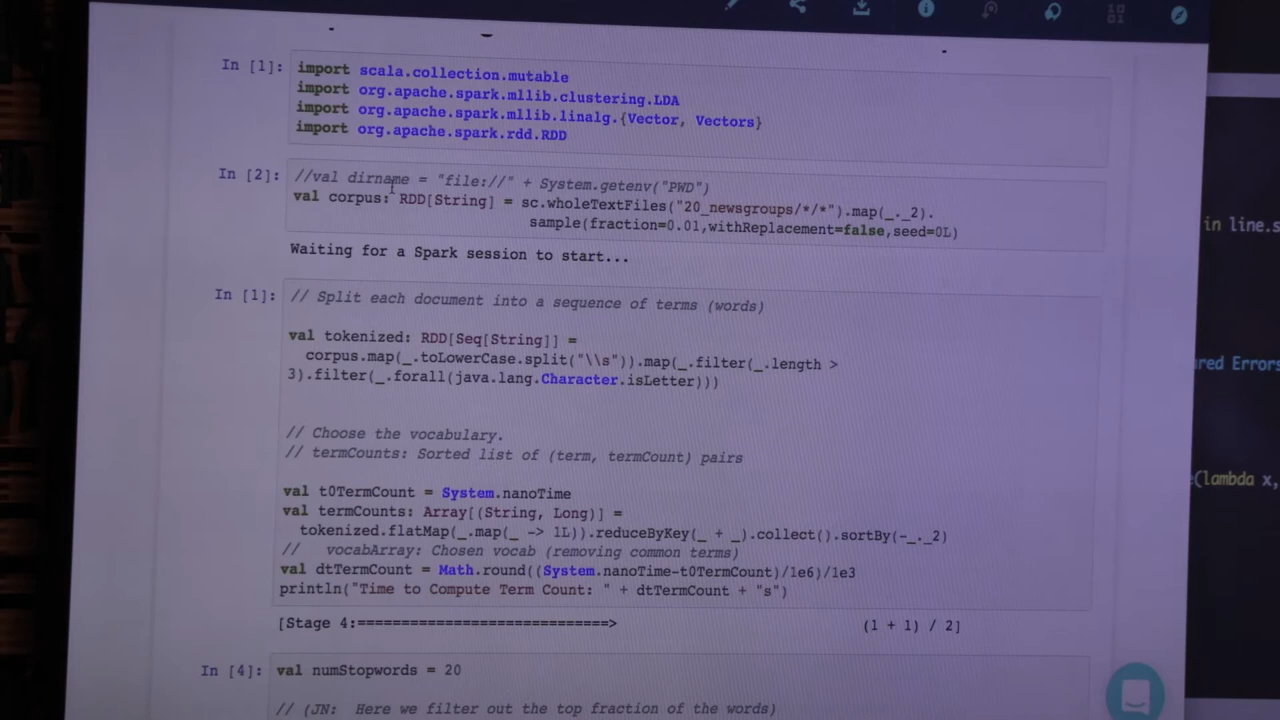 In [1]: import scala.collection.mutable
import org.apache.spark.mllib.clustering.LDA
import org.apache.spark.mllib.linalg.{Vector, Vectors}
import org.apache.spark.rdd.RDD
In [2]: //val dirname = "file://" + System.getenv("PWD")
val corpus: RDD[String] = sc.wholeTextFiles("20_newsgroups/*/*").map(_._2).
sample(fraction=0.01,withReplacement=false,seed=0L)
Waiting for a Spark session to start...
In [1]: // Split each document into a sequence of terms (words)
val tokenized: RDD[Seq[String]] =
corpus.map(_.toLowerCase.split("\\s")).map(_.filter(_.length >
3).filter(_.forall(java.lang.Character.isLetter)))
// Choose the vocabulary.
// termCounts: Sorted list of (term, termCount) pairs
val t0TermCount = System.nanoTime
val termCounts: Array[(String, Long)] =
tokenized.flatMap(_.map(_ -> 1L)).reduceByKey(_ + _).collect().sortBy(-_._2)
// vocabArray: Chosen vocab (removing common terms)
val dtTermCount = Math.round((System.nanoTime-t0TermCount)/1e6)/1e3
println("Time to Compute Term Count: " + dtTermCount + "s")
[Stage 4:=============================> (1 + 1) / 2]
In [4]: val numStopwords = 20
// (JN: Here we filter out the top fraction of the words)
in line.s
red Errors
(lambda x,